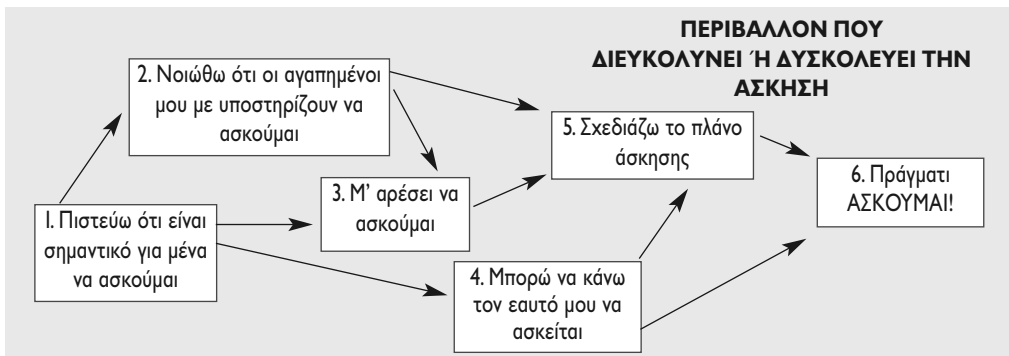 ΠΕΡΙΒΑΛΛΟΝ ΠΟΥ
ΔΙΕΥΚΟΛΥΝΕΙ Ή ΔΥΣΚΟΛΕΥΕΙ ΤΗΝ
ΑΣΚΗΣΗ
2. Νοιώθω ότι οι αγαπημένοι
μου με υποστηρίζουν να
ασκούμαι
5. Σχεδιάζω το πλάνο
άσκησης
6. Πράγματι
ΑΣΚΟΥΜΑΙ!
3. Μ' αρέσει να
ασκούμαι
1. Πιστεύω ότι είναι
σημαντικό για μένα
να ασκούμαι
4. Μπορώ να κάνω
τον εαυτό μου να
ασκείται